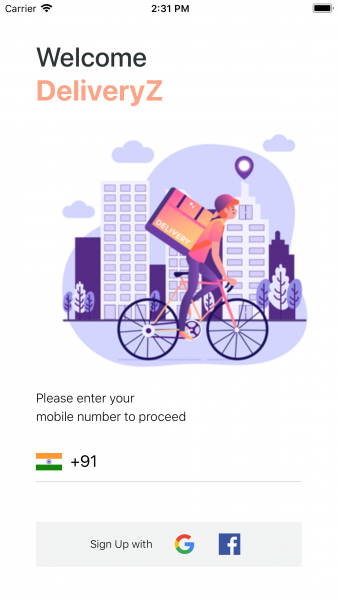 Carrier 2:31 PM
Welcome
DeliveryZ
DELIVERY
Please enter your
mobile number to proceed
+91
Sign Up with G f